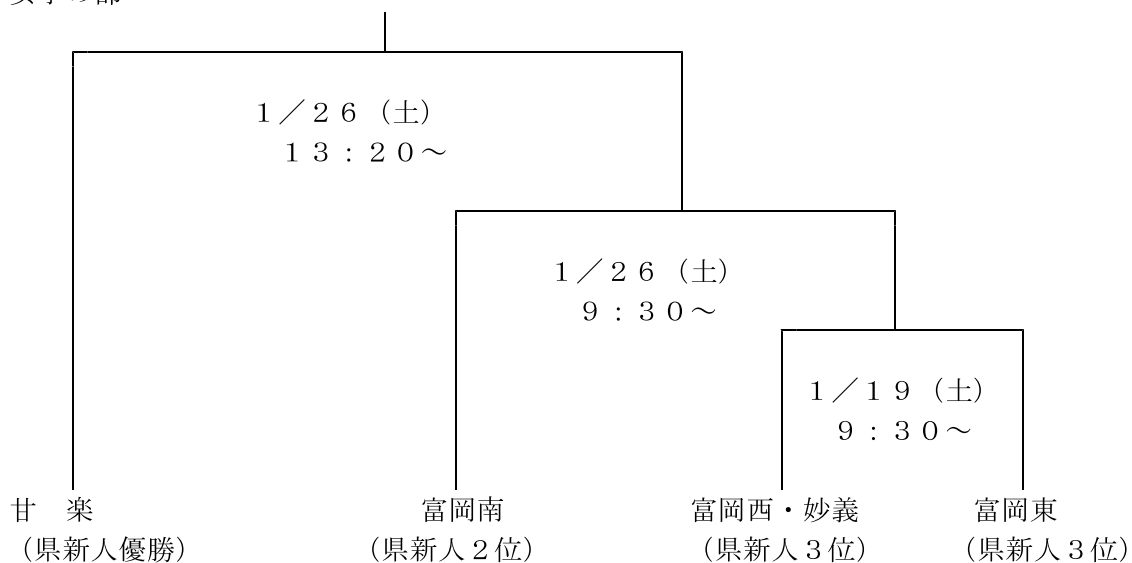 １／２６（土）
１３：２０～
１／２６（土）
９：３０～
１／１９（土）
９：３０～
甘　楽
富岡南
富岡西・妙義
富岡東
（県新人優勝）
（県新人２位）
（県新人３位）
（県新人３位）